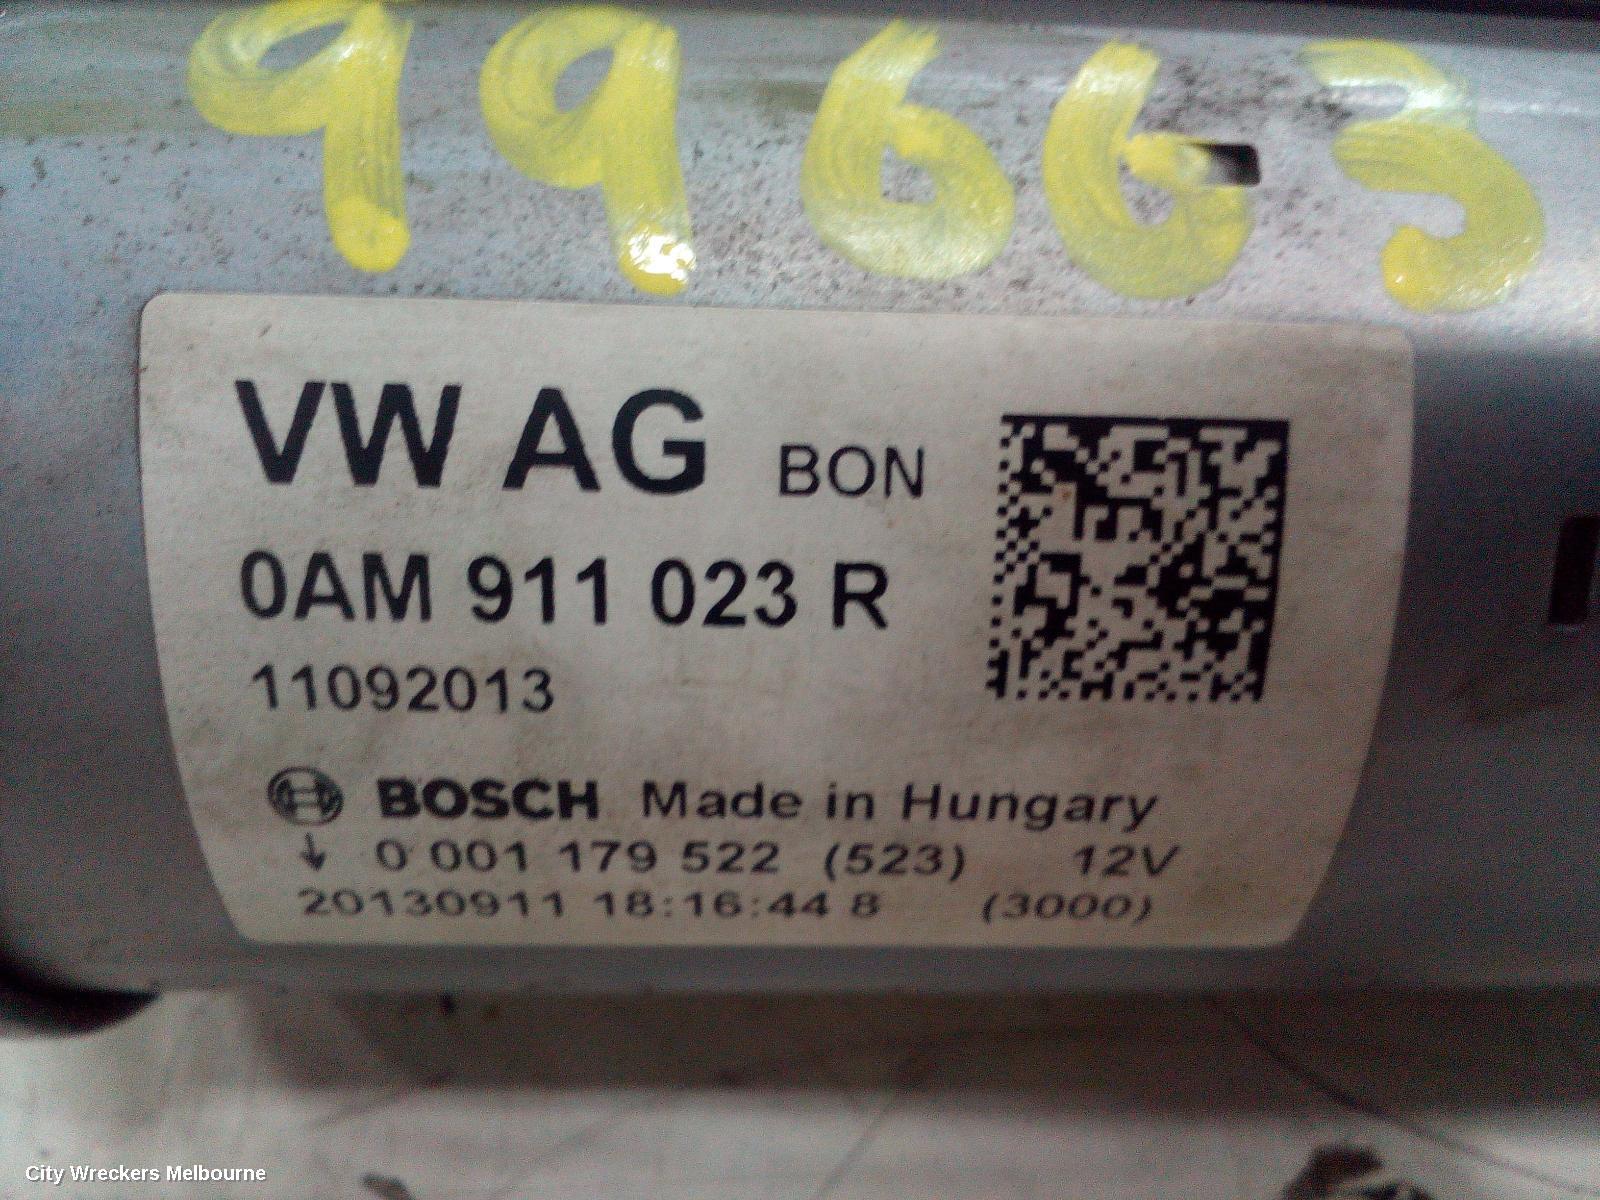 99663
VW AG BON
0AM 911 023 R
11092013
BOSCH Made in Hungary
↓ 0 001 179 522 (523) 12V
20130911 18:16:44 8 (3000)
City Wreckers Melbourne